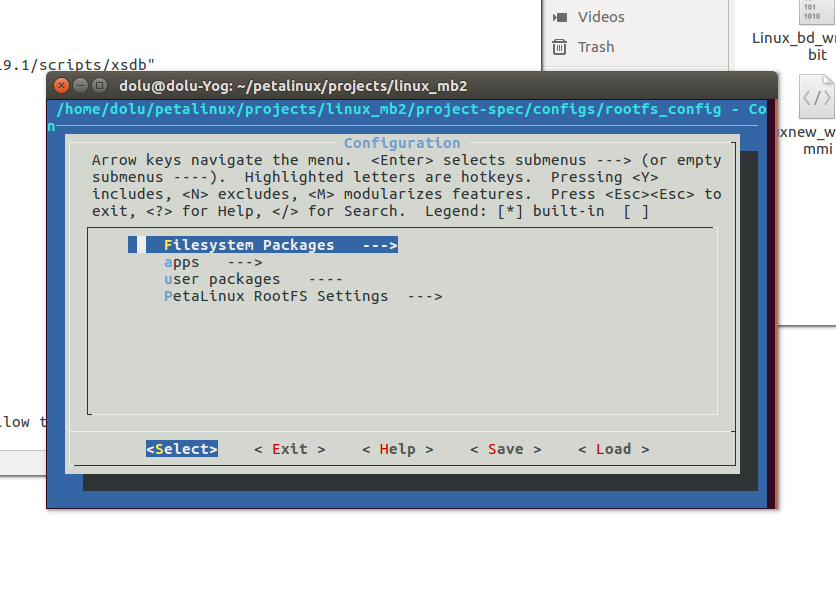 Videos
Trash
Linux_bd_w
bit
mmi
9.1/scripts/xsdb"
dolu@dolu-Yog: ~/petalinux/projects/linux_mb2
/home/dolu/petalinux/projects/linux_mb2/project-spec/configs/rootfs_config - Co
n
Configuration
Arrow keys navigate the menu. <Enter> selects submenus ---> (or empty
submenus ----). Highlighted letters are hotkeys. Pressing <Y>
includes, <N> excludes, <M> modularizes features. Press <Esc><Esc> to
exit, <?> for Help, </> for Search. Legend: [*] built-in [ ]
Filesystem Packages --->
apps --->
user packages ----
PetaLinux RootFS Settings --->
<Select> < Exit > < Help > < Save > < Load >